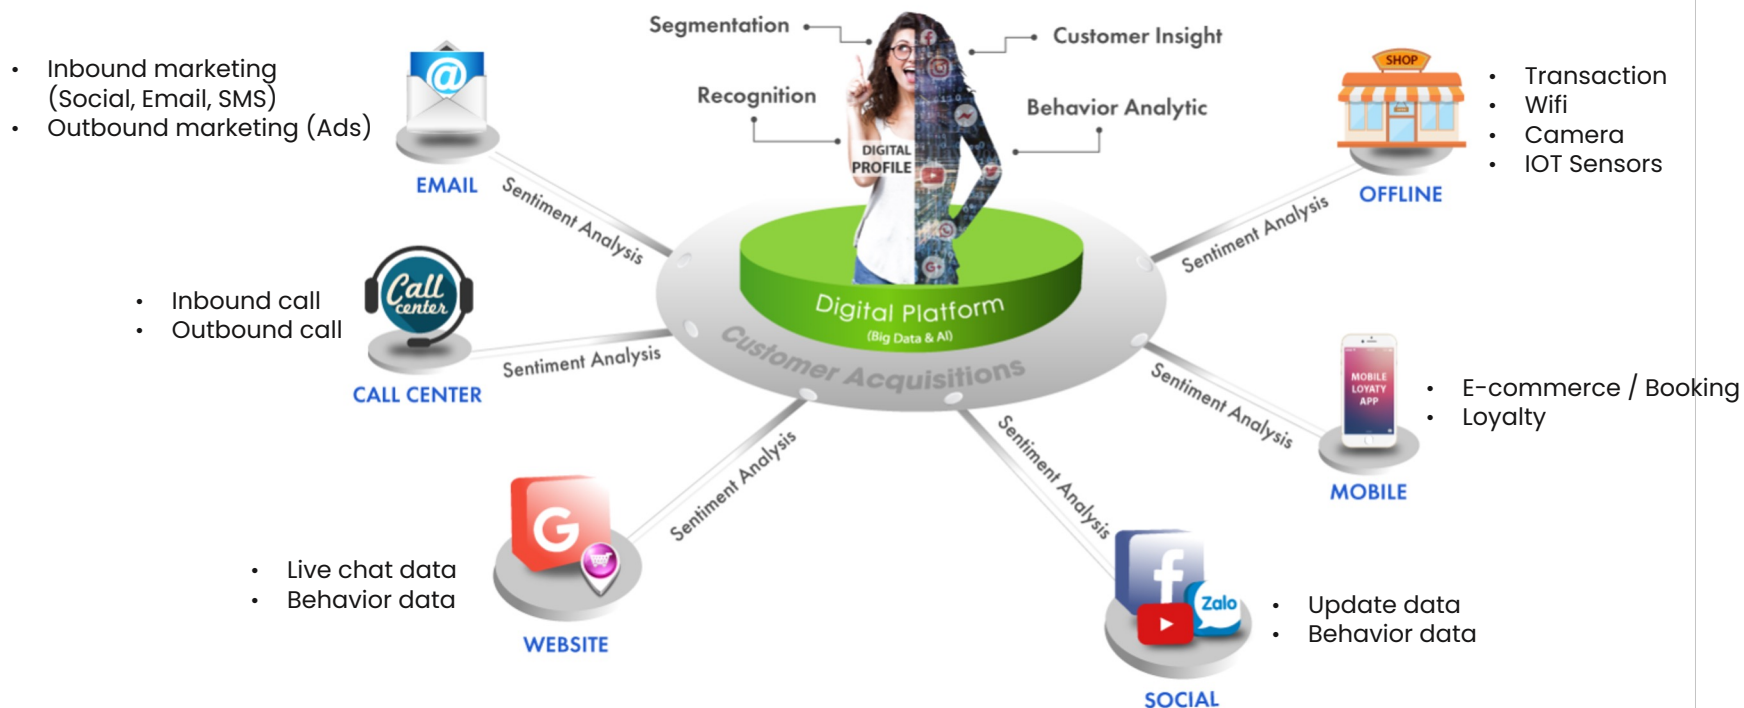 Segmentation
Customer Insight
Recognition
Behavior Analytic
DIGITAL
PROFILE
Digital Platform
(Big Data & AI)
Customer Acquisitions
• Inbound marketing
(Social, Email, SMS)
• Outbound marketing (Ads)
@
EMAIL
Sentiment Analysis
• Inbound call
• Outbound call
Call
center
CALL CENTER
Sentiment Analysis
• Live chat data
• Behavior data
G
WEBSITE
Sentiment Analysis
f
Zalo
SOCIAL
Sentiment Analysis
• Update data
• Behavior data
MOBILE
LOYATY
APP
MOBILE
Sentiment Analysis
• E-commerce / Booking
• Loyalty
SHOP
OFFLINE
Sentiment Analysis
• Transaction
• Wifi
• Camera
• IOT Sensors